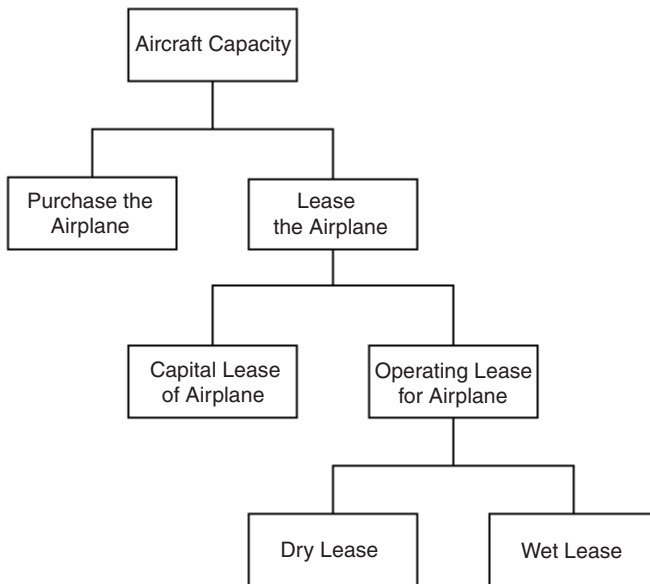 Aircraft Capacity
Purchase the
Airplane
Lease
the Airplane
Capital Lease
of Airplane
Operating Lease
for Airplane
Dry Lease
Wet Lease